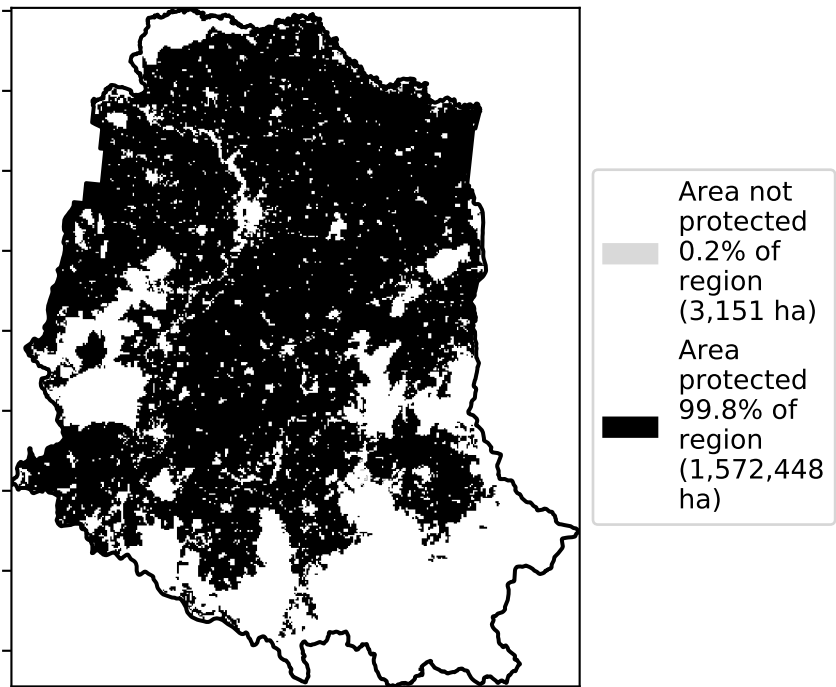 Area not
protected
0.2% of
region
(3,151 ha)
Area
protected
99.8% of
region
(1,572,448
ha)